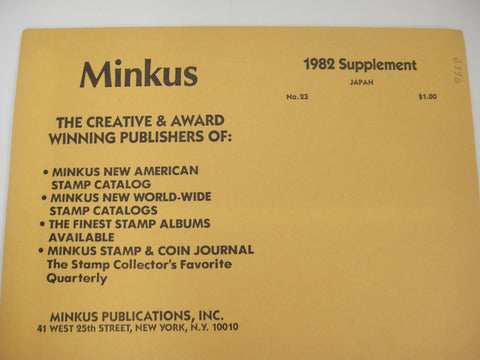 Minkus
1982 Supplement
JAPAN
No. 23 $1.00
THE CREATIVE & AWARD
WINNING PUBLISHERS OF:
• MINKUS NEW AMERICAN
STAMP CATALOG
• MINKUS NEW WORLD-WIDE
STAMP CATALOGS
• THE FINEST STAMP ALBUMS
AVAILABLE
• MINKUS STAMP & COIN JOURNAL
The Stamp Collector's Favorite
Quarterly
MINKUS PUBLICATIONS, INC.
41 WEST 25th STREET, NEW YORK, N.Y. 10010